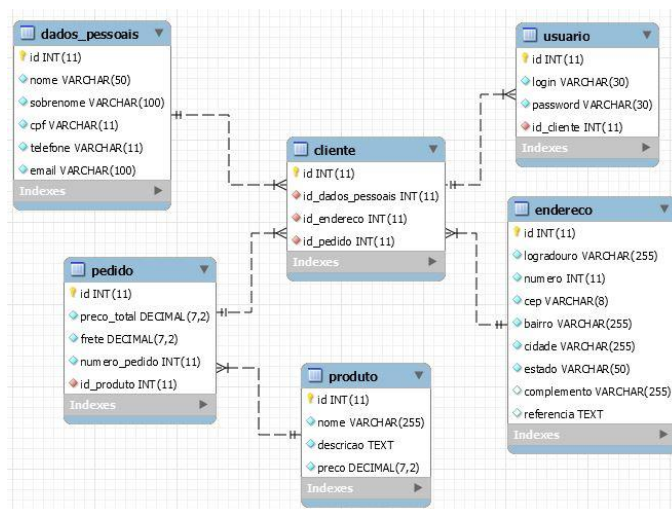 dados_pessoais
id INT(11)
nome VARCHAR(50)
sobrenome VARCHAR(100)
cpf VARCHAR(11)
telefone VARCHAR(11)
email VARCHAR(100)
Indexes
usuario
id INT(11)
login VARCHAR(30)
password VARCHAR(30)
id_cliente INT(11)
Indexes
cliente
id INT(11)
id_dados_pessoais INT(11)
id_endereco INT(11)
id_pedido INT(11)
Indexes
endereco
id INT(11)
logradouro VARCHAR(255)
numero INT(11)
cep VARCHAR(8)
bairro VARCHAR(255)
cidade VARCHAR(255)
estado VARCHAR(50)
complemento VARCHAR(255)
referencia TEXT
Indexes
pedido
id INT(11)
preco_total DECIMAL(7,2)
frete DECIMAL(7,2)
numero_pedido INT(11)
id_produto INT(11)
Indexes
produto
id INT(11)
nome VARCHAR(255)
descricao TEXT
preco DECIMAL(7,2)
Indexes